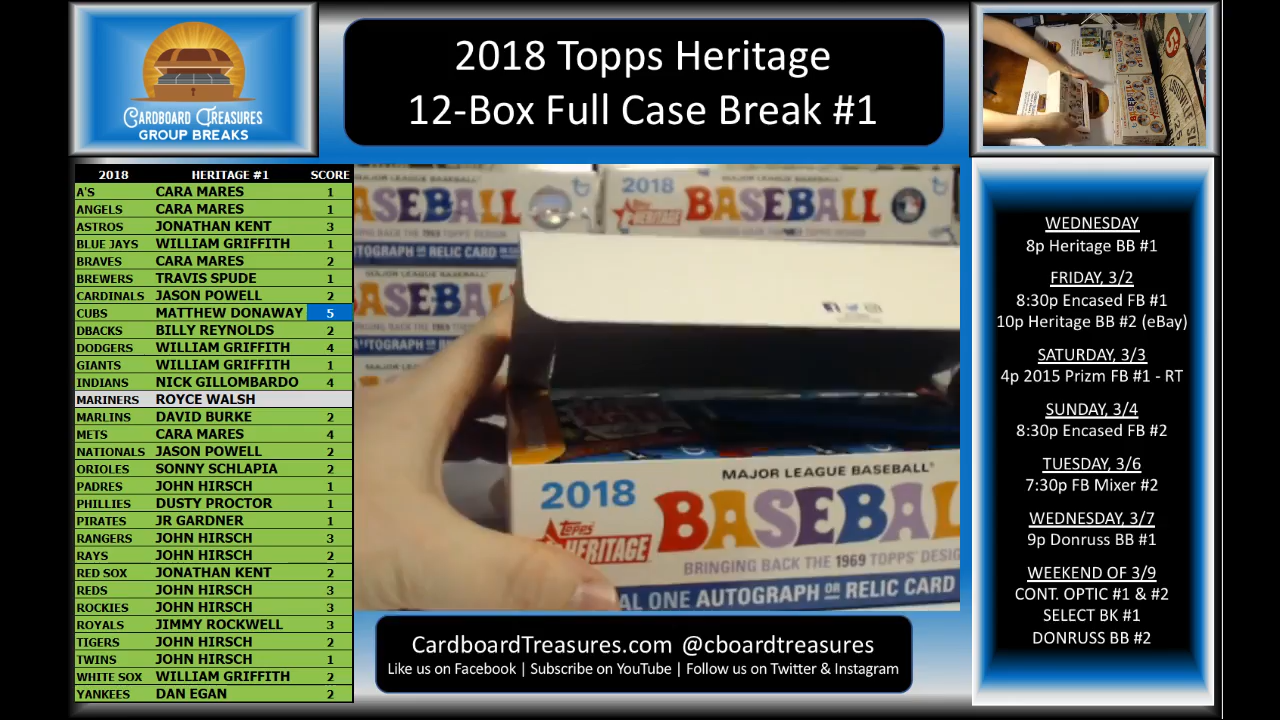 CARDBOARD TREASURES
GROUP BREAKS
2018 Topps Heritage
12-Box Full Case Break #1
2018 HERITAGE #1 SCORE
A'S CARA MARES 1
ANGELS CARA MARES 1
ASTROS JONATHAN KENT 3
BLUE JAYS WILLIAM GRIFFITH 1
BRAVES CARA MARES 2
BREWERS TRAVIS SPUDE 1
CARDINALS JASON POWELL 2
CUBS MATTHEW DONAWAY 5
DBACKS BILLY REYNOLDS 2
DODGERS WILLIAM GRIFFITH 4
GIANTS WILLIAM GRIFFITH 1
INDIANS NICK GILLOMBARDO 4
MARINERS ROYCE WALSH
MARLINS DAVID BURKE 2
METS CARA MARES 4
NATIONALS JASON POWELL 2
ORIOLES SONNY SCHLAPIA 2
PADRES JOHN HIRSCH 1
PHILLIES DUSTY PROCTOR 1
PIRATES JR GARDNER 1
RANGERS JOHN HIRSCH 3
RAYS JOHN HIRSCH 2
RED SOX JONATHAN KENT 2
REDS JOHN HIRSCH 3
ROCKIES JOHN HIRSCH 3
ROYALS JIMMY ROCKWELL 3
TIGERS JOHN HIRSCH 2
TWINS JOHN HIRSCH 1
WHITE SOX WILLIAM GRIFFITH 2
YANKEES DAN EGAN 2
BASEBALL
TOGRAPH OR RELIC CARD
2018
TOPPS HERITAGE
BASEBALL
MAJOR LEAGUE BASEBALL
2018
TOPPS HERITAGE
BASEBAL
BRINGING BACK THE 1969 TOPPS DESIG
AL ONE AUTOGRAPH OR RELIC CARD
CardboardTreasures.com @cboardtreasures
Like us on Facebook | Subscribe on YouTube | Follow us on Twitter & Instagram
WEDNESDAY
8p Heritage BB #1
FRIDAY, 3/2
8:30p Encased FB #1
10p Heritage BB #2 (eBay)
SATURDAY, 3/3
4p 2015 Prizm FB #1 - RT
SUNDAY, 3/4
8:30p Encased FB #2
TUESDAY, 3/6
7:30p FB Mixer #2
WEDNESDAY, 3/7
9p Donruss BB #1
WEEKEND OF 3/9
CONT. OPTIC #1 & #2
SELECT BK #1
DONRUSS BB #2